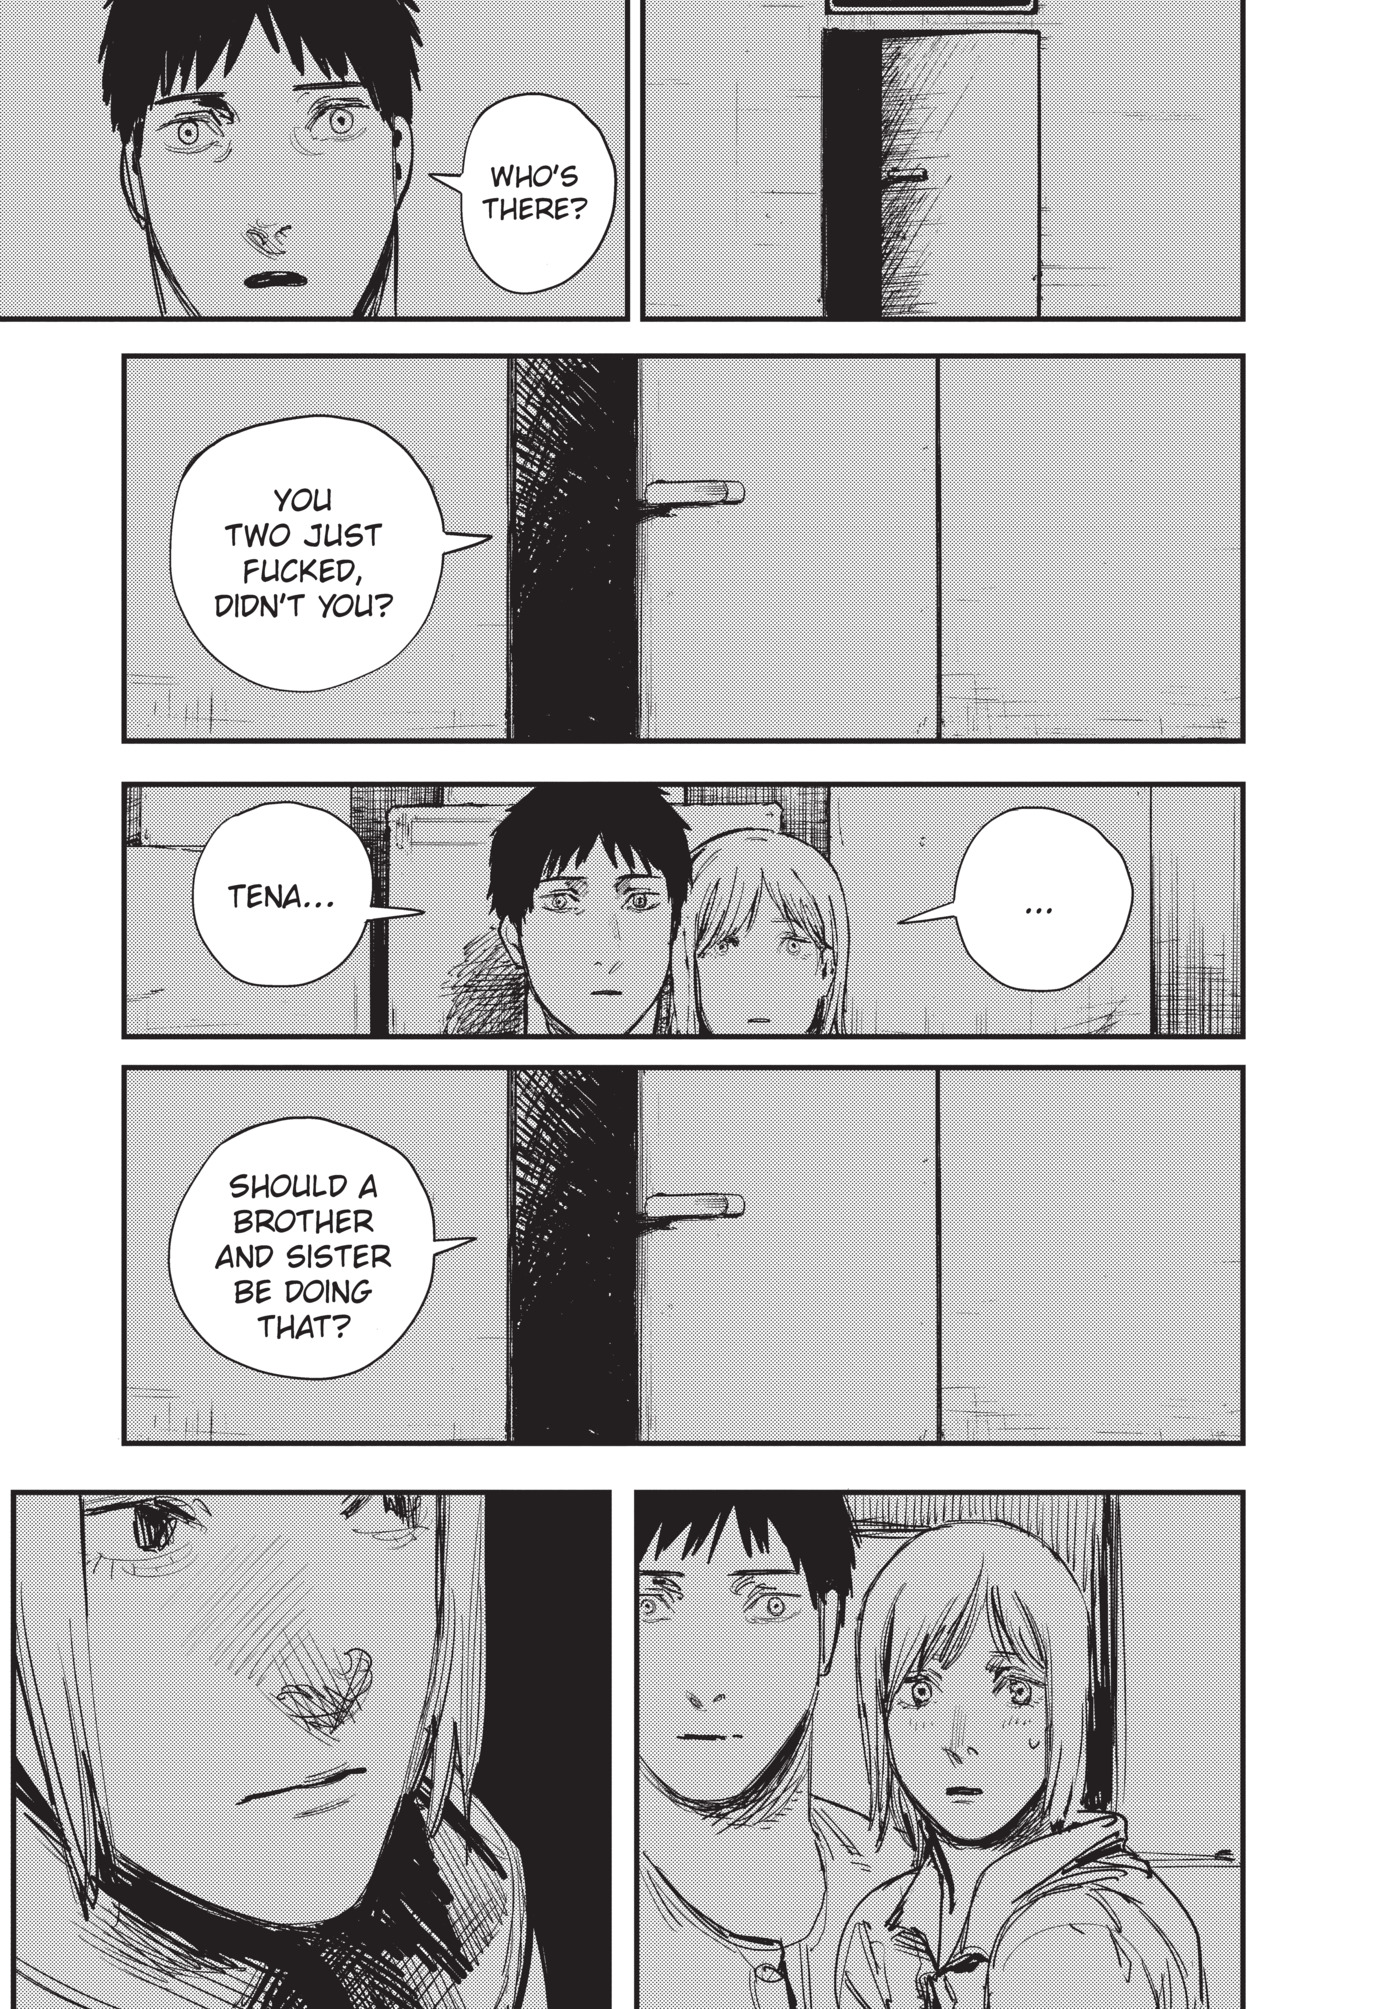 WHO'S
THERE?
YOU
TWO JUST
FUCKED,
DIDN'T YOU?
...
TENA...
SHOULD A
BROTHER
AND SISTER
BE DOING
THAT?